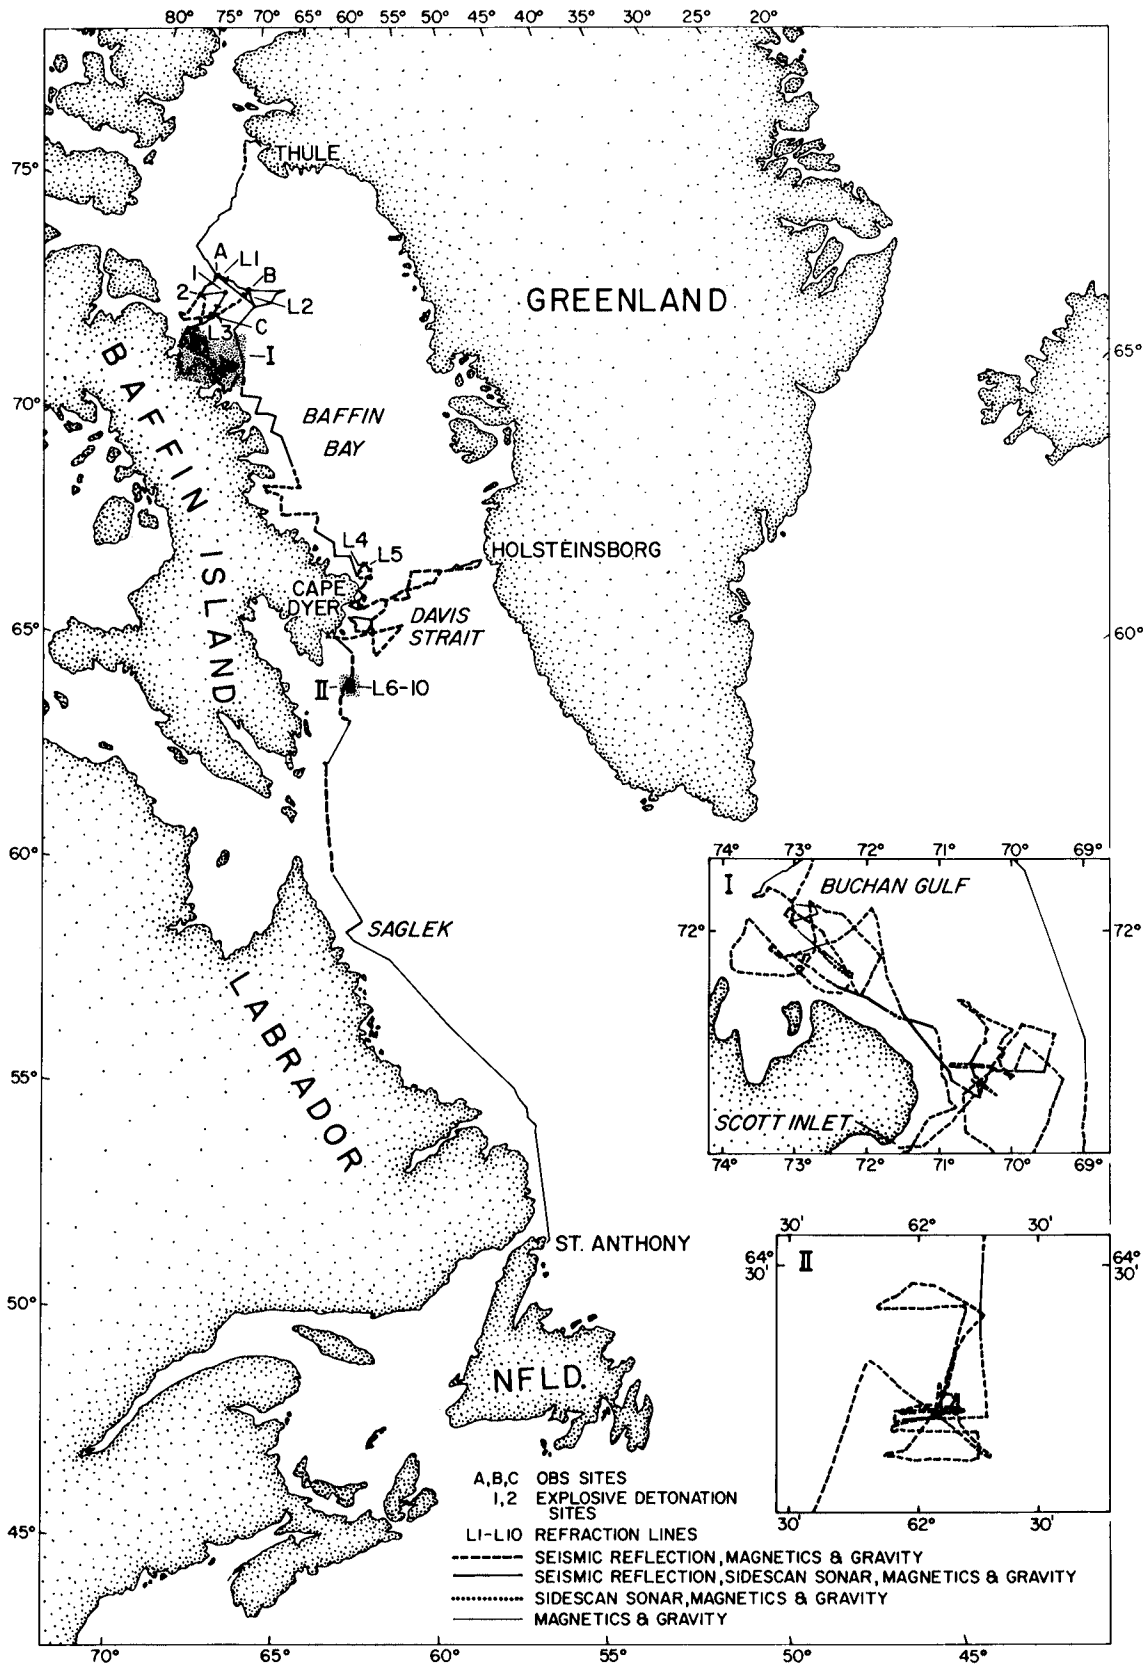 80° 75° 70° 65° 60° 55° 50° 45° 40° 35° 30° 25° 20°
THULE
75°
A
L1
1
B
2
L2
L3
C
I
GREENLAND
65°
70°
BAFFIN
BAY
BAFFIN ISLAND
L4
L5
HOLSTEINSBORG
CAPE
DYER
DAVIS
STRAIT
65°
60°
II
L6-10
60°
74° 73° 72° 71° 70° 69°
I
BUCHAN GULF
72°
72°
SCOTT INLET
74° 73° 72° 71° 70° 69°
SAGLEK
LABRADOR
55°
ST. ANTHONY
30' 62° 30'
64°
30'
II
64°
30'
30' 62° 30'
50°
NFLD.
45°
A,B,C OBS SITES
1,2 EXPLOSIVE DETONATION
SITES
L1-L10 REFRACTION LINES
SEISMIC REFLECTION, MAGNETICS & GRAVITY
SEISMIC REFLECTION, SIDESCAN SONAR, MAGNETICS & GRAVITY
SIDESCAN SONAR, MAGNETICS & GRAVITY
MAGNETICS & GRAVITY
70° 65° 60° 55° 50° 45°